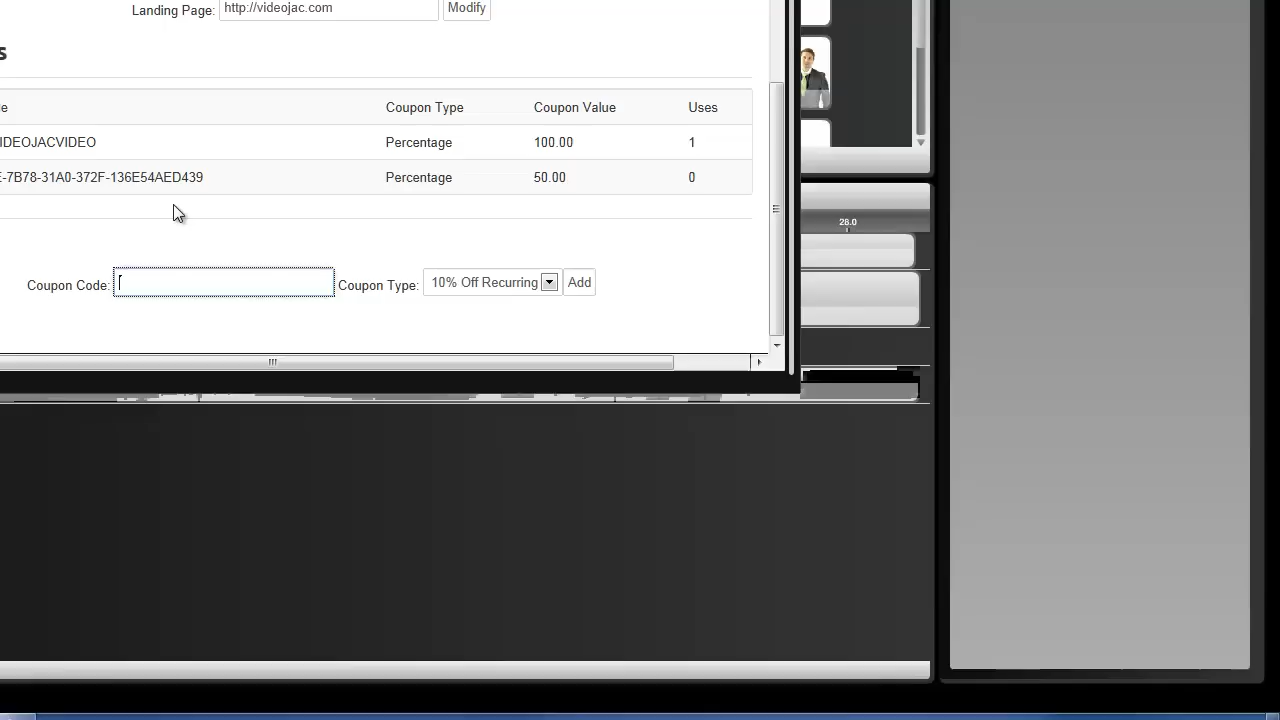 Landing Page: http://videojac.com Modify
s
e Coupon Type Coupon Value Uses
IDEOJACVIDEO Percentage 100.00 1
-7B78-31A0-372F-136E54AED439 Percentage 50.00 0
28.0
Coupon Code: Coupon Type: 10% Off Recurring Add